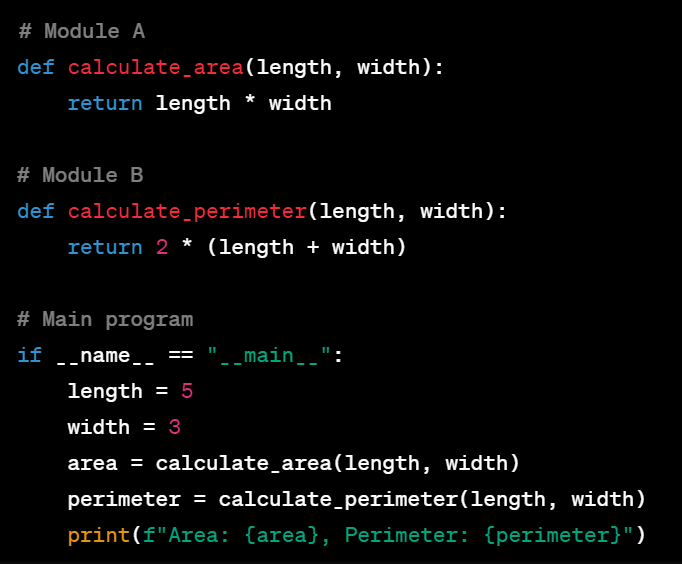 # Module A
def calculate_area(length, width):
    return length * width

# Module B
def calculate_perimeter(length, width):
    return 2 * (length + width)

# Main program
if __name__ == "__main__":
    length = 5
    width = 3
    area = calculate_area(length, width)
    perimeter = calculate_perimeter(length, width)
    print(f"Area: {area}, Perimeter: {perimeter}")